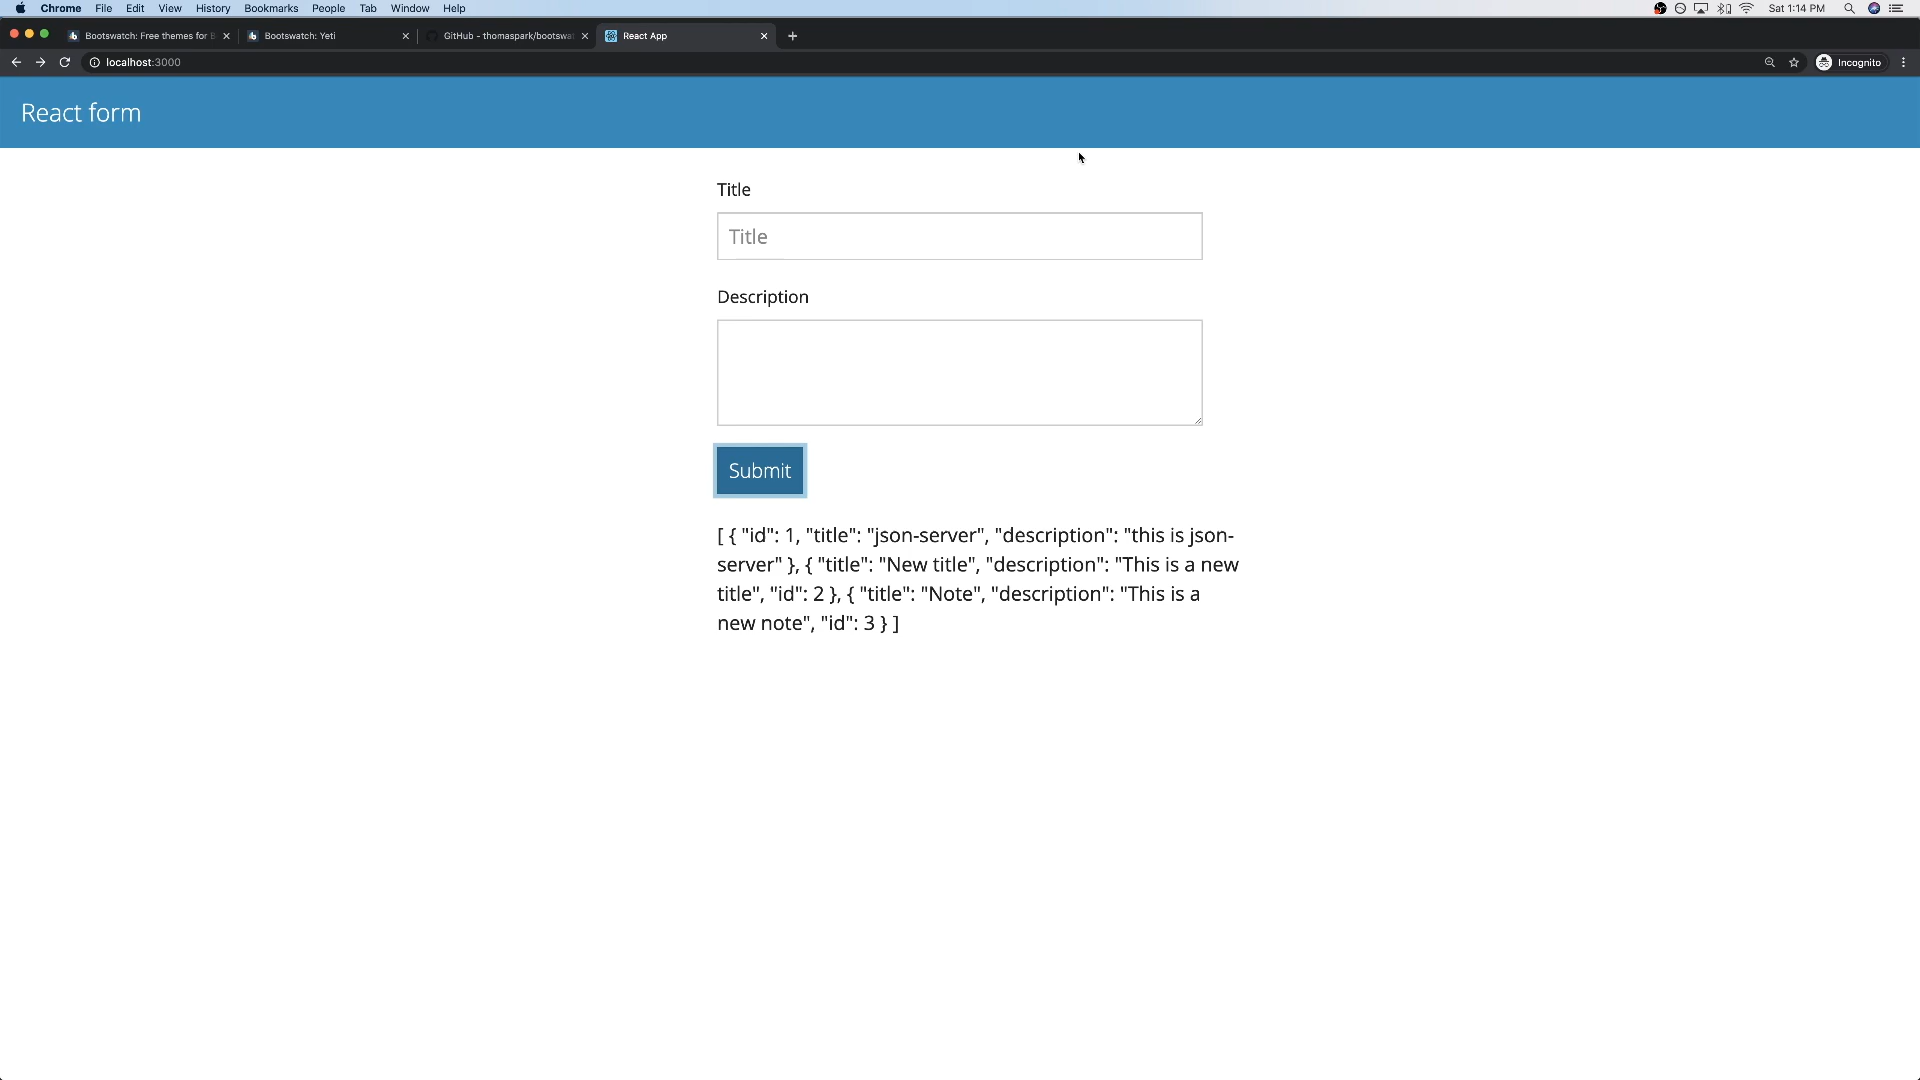 Chrome File Edit View History Bookmarks People Tab Window Help Sat 1:14 PM
Bootswatch: Free themes for B Bootswatch: Yeti GitHub - thomaspark/bootswat React App
localhost:3000 Incognito
React form
Title
Title
Description
Submit
[ { "id": 1, "title": "json-server", "description": "this is json-
server" }, { "title": "New title", "description": "This is a new
title", "id": 2 }, { "title": "Note", "description": "This is a
new note", "id": 3 } ]